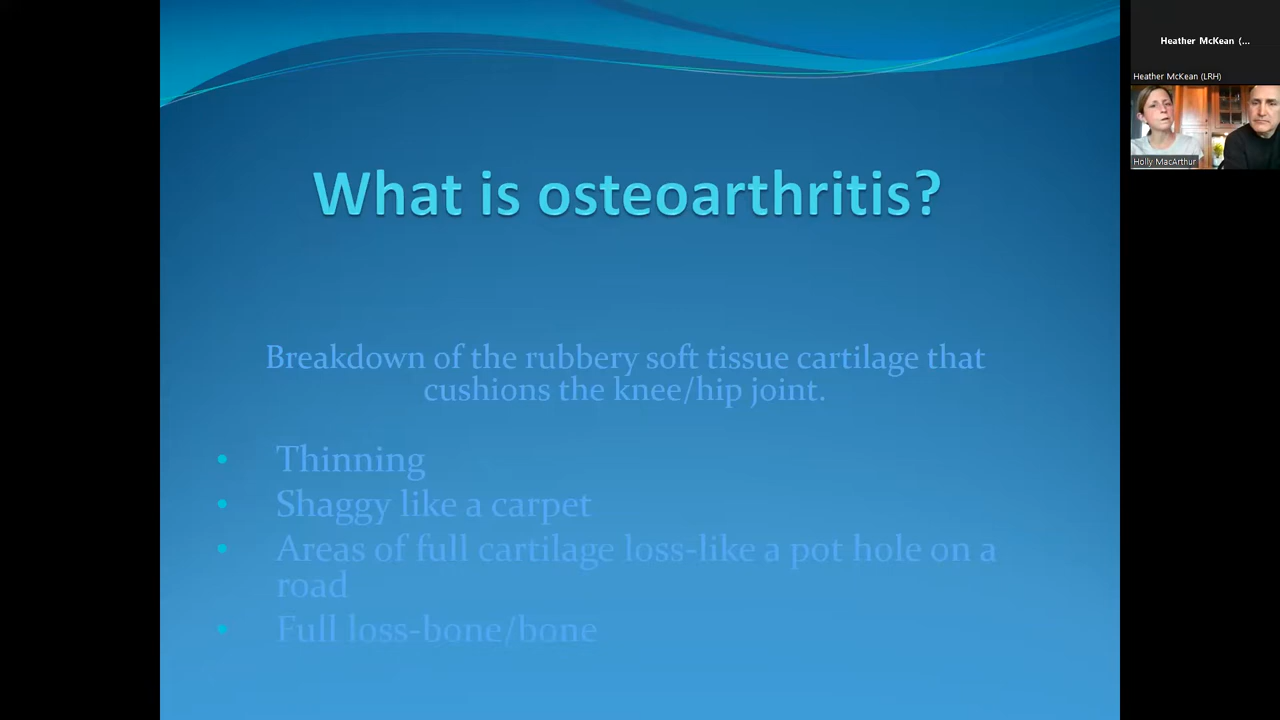 Heather McKean (...
Heather McKean (LRH)
Holly MacArthur
What is osteoarthritis?
Breakdown of the rubbery soft tissue cartilage that
cushions the knee/hip joint.
• Thinning
• Shaggy like a carpet
• Areas of full cartilage loss-like a pot hole on a
road
• Full loss-bone/bone